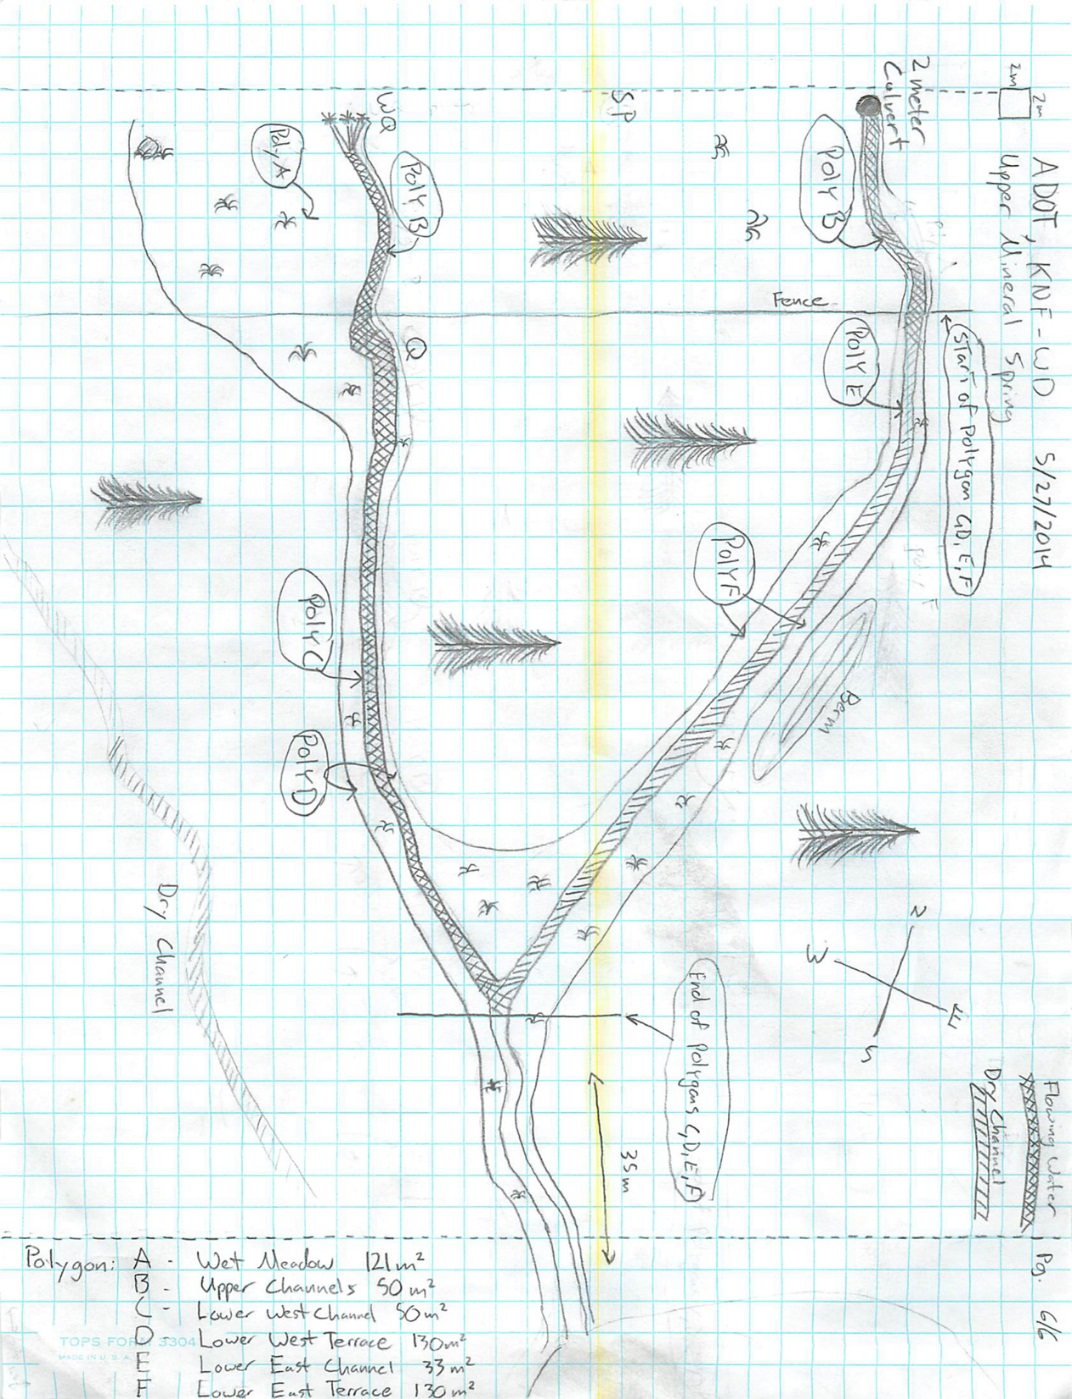 ADOT, KNF-WD 5/27/2014 Pg. 6/6
Upper Mineral Spring
2m
2m
2 meter
Culvert
SP
WQ
Poly A
Poly B
Poly B
Fence
Q
Poly E
Start of Polygon C,D,E,F
Poly F
Berm
Poly C
Poly D
Dry Channel
N
E
S
W
End of Polygons C,D,E,F
35m
Flowing Water
Dry Channel
Polygon: A - Wet Meadow 121m²
B - Upper Channels 50m²
C - Lower West Channel 50m²
D Lower West Terrace 130m²
E Lower East Channel 33m²
F Lower East Terrace 130m²
TOPS FORM 3304
MADE IN U.S.A.